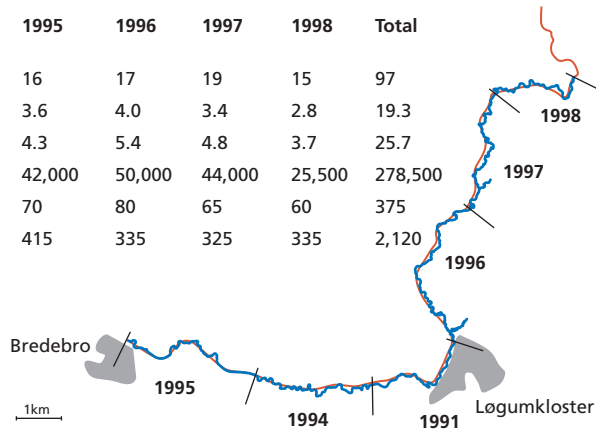 1995 1996 1997 1998 Total
16 17 19 15 97
3.6 4.0 3.4 2.8 19.3
4.3 5.4 4.8 3.7 25.7
42,000 50,000 44,000 25,500 278,500
70 80 65 60 375
415 335 325 335 2,120
1998
1997
1996
Bredebro
1995
1994
1991
Løgumkloster
1km